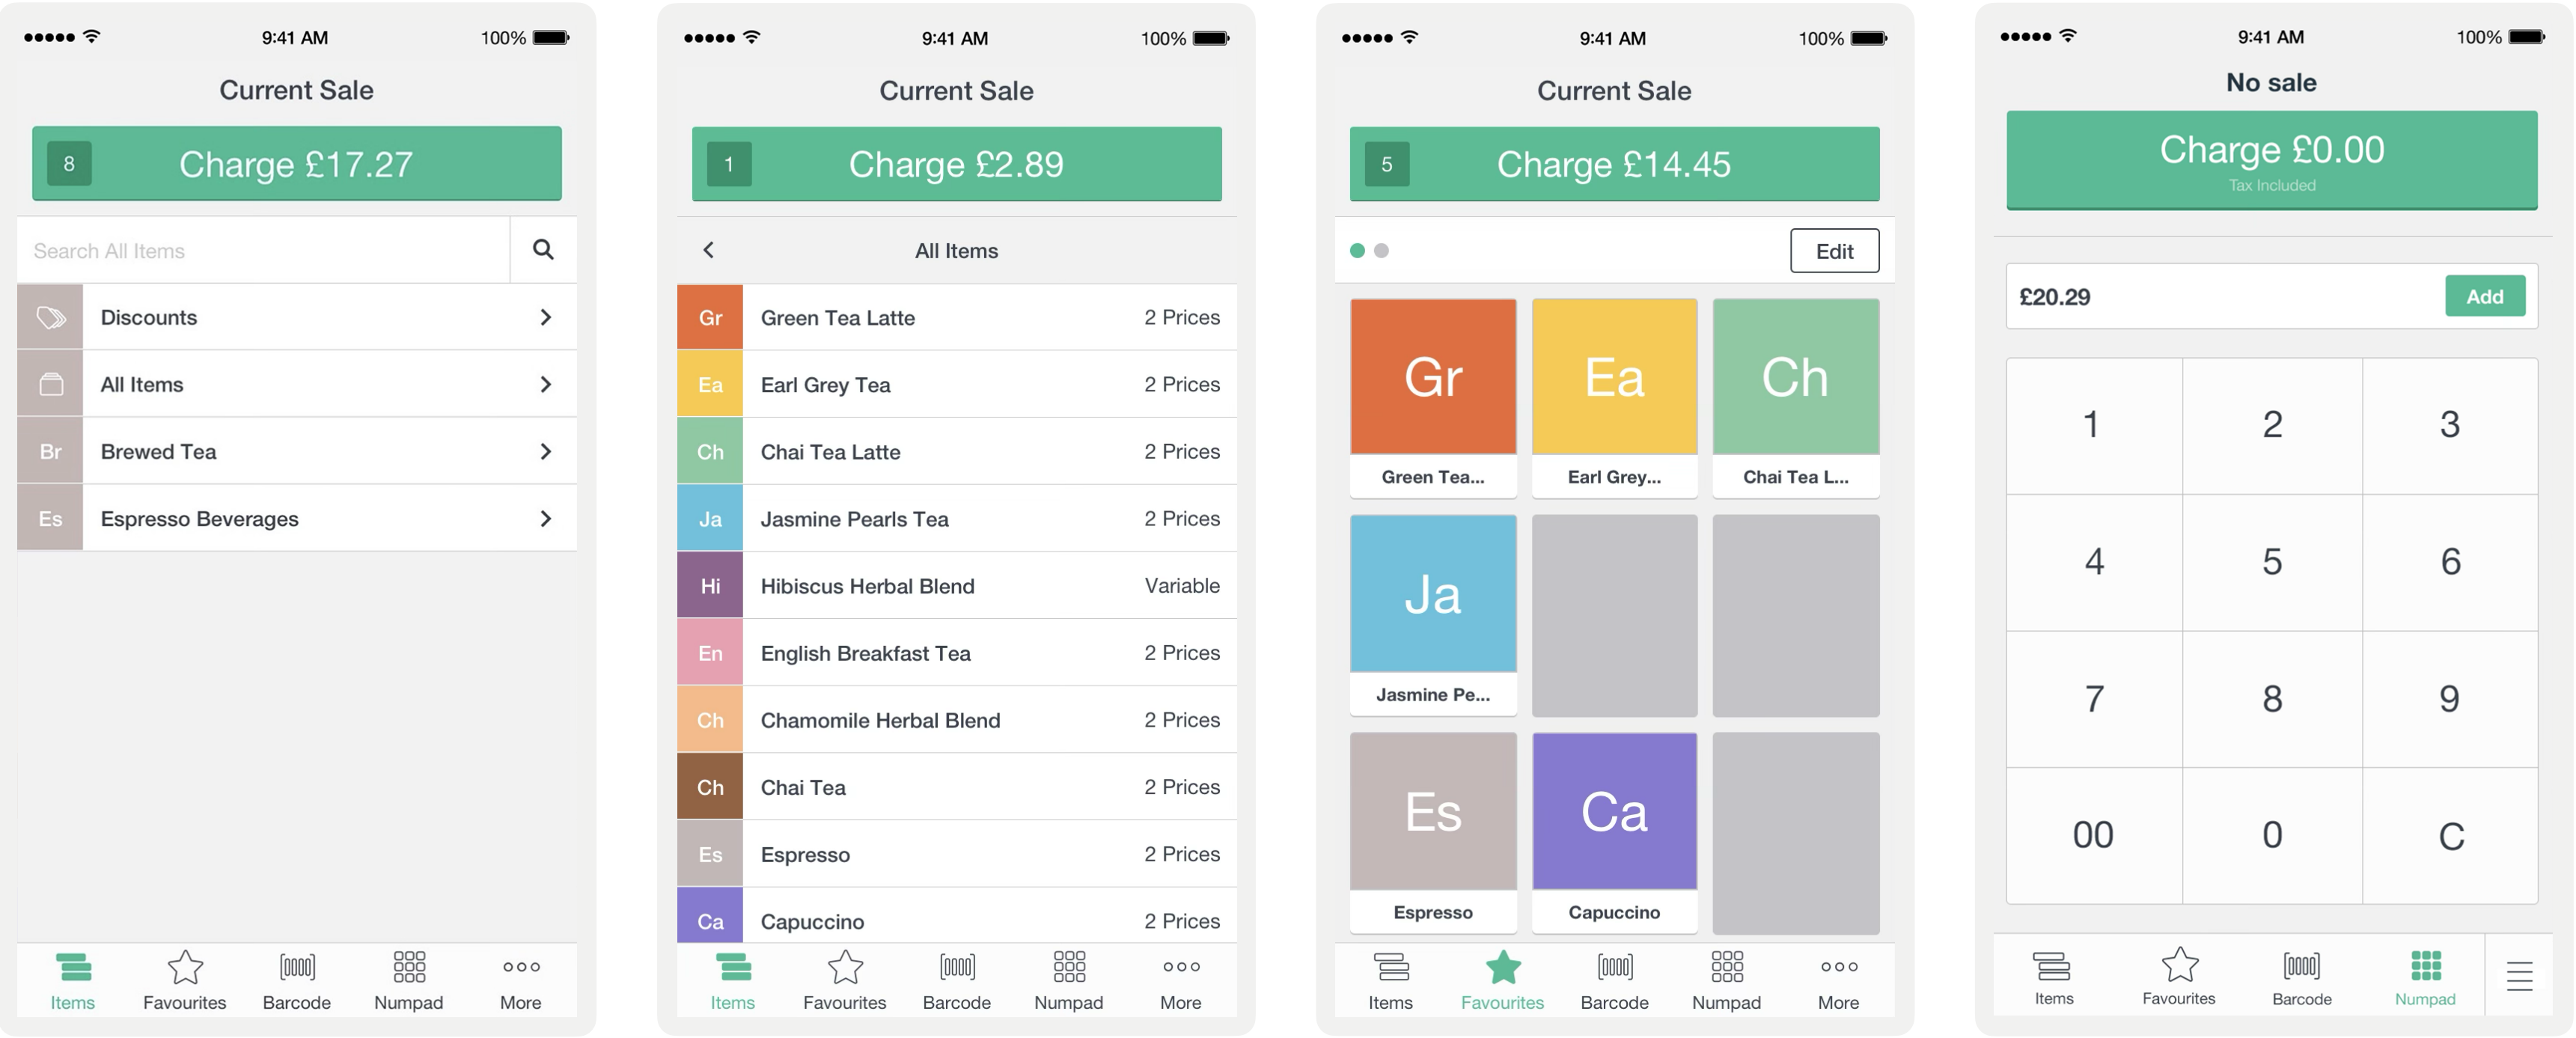 9:41 AM
100%
Current Sale
8
Charge £17.27
Search All Items
Discounts
All Items
Br
Brewed Tea
Es
Espresso Beverages
Items
Favourites
Barcode
Numpad
More
9:41 AM
100%
Current Sale
1
Charge £2.89
All Items
Gr Green Tea Latte 2 Prices
Ea Earl Grey Tea 2 Prices
Ch Chai Tea Latte 2 Prices
Ja Jasmine Pearls Tea 2 Prices
Hi Hibiscus Herbal Blend Variable
En English Breakfast Tea 2 Prices
Ch Chamomile Herbal Blend 2 Prices
Ch Chai Tea 2 Prices
Es Espresso 2 Prices
Ca Capuccino 2 Prices
Items
Favourites
Barcode
Numpad
More
9:41 AM
100%
Current Sale
5
Charge £14.45
Edit
Gr
Ea
Ch
Green Tea...
Earl Grey...
Chai Tea L...
Ja
Jasmine Pe...
Es
Ca
Espresso
Capuccino
Items
Favourites
Barcode
Numpad
More
9:41 AM
100%
No sale
Charge £0.00
Tax Included
£20.29
Add
1 2 3
4 5 6
7 8 9
00 0 C
Items
Favourites
Barcode
Numpad